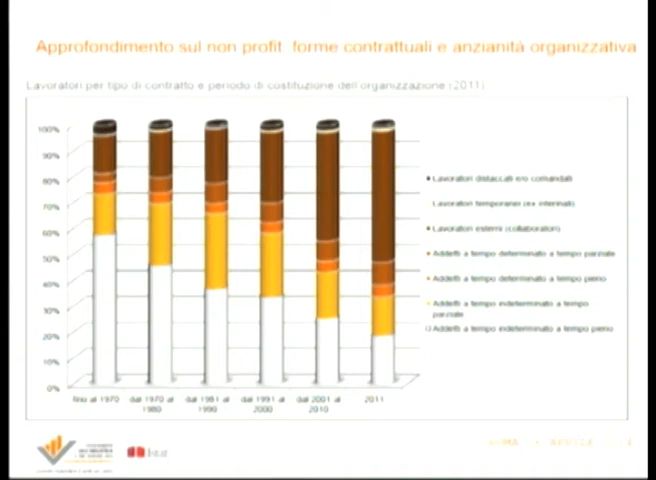 Approfondimento sul non profit: forme contrattuali e anzianità organizzativa
Lavoratori per tipo di contratto e periodo di costituzione dell'organizzazione (2011)
100%
90%
80%
70%
60%
50%
40%
30%
20%
10%
0%
fino al 1970
dal 1970 al 1980
dal 1981 al 1990
dal 1991 al 2000
dal 2001 al 2010
2011
Lavoratori distaccati e/o comandati
Lavoratori temporanei (ex interinali)
Lavoratori esterni (collaboratori)
Addetti a tempo determinato a tempo parziale
Addetti a tempo determinato a tempo pieno
Addetti a tempo indeterminato a tempo
parziale
Addetti a tempo indeterminato a tempo pieno
Istat
ROMA